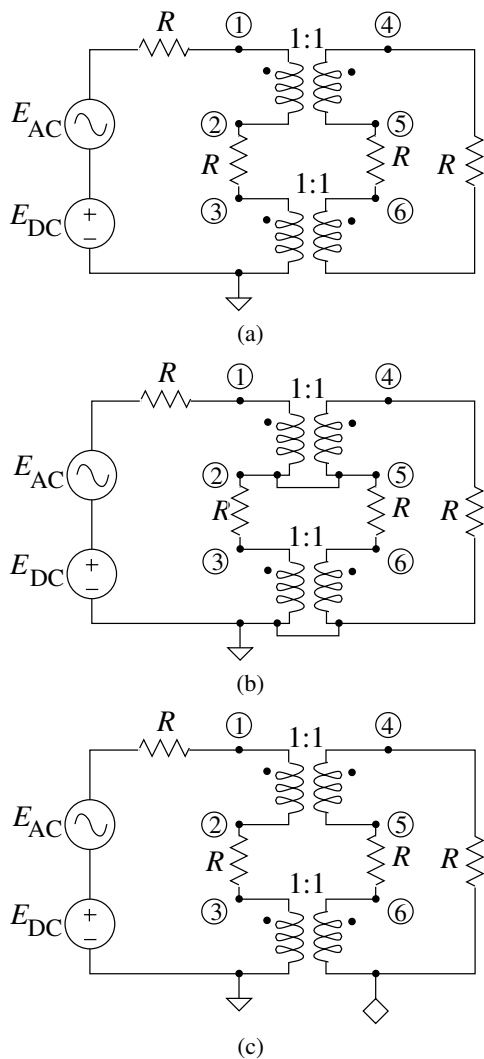 R ① 1:1 ④
E_AC ② ⑤
R R R
1:1
E_DC + − ③ ⑥
(a)
R ① 1:1 ④
E_AC ② ⑤
R R R
1:1
E_DC + − ③ ⑥
(b)
R ① 1:1 ④
E_AC ② ⑤
R R R
1:1
E_DC + − ③ ⑥
(c)